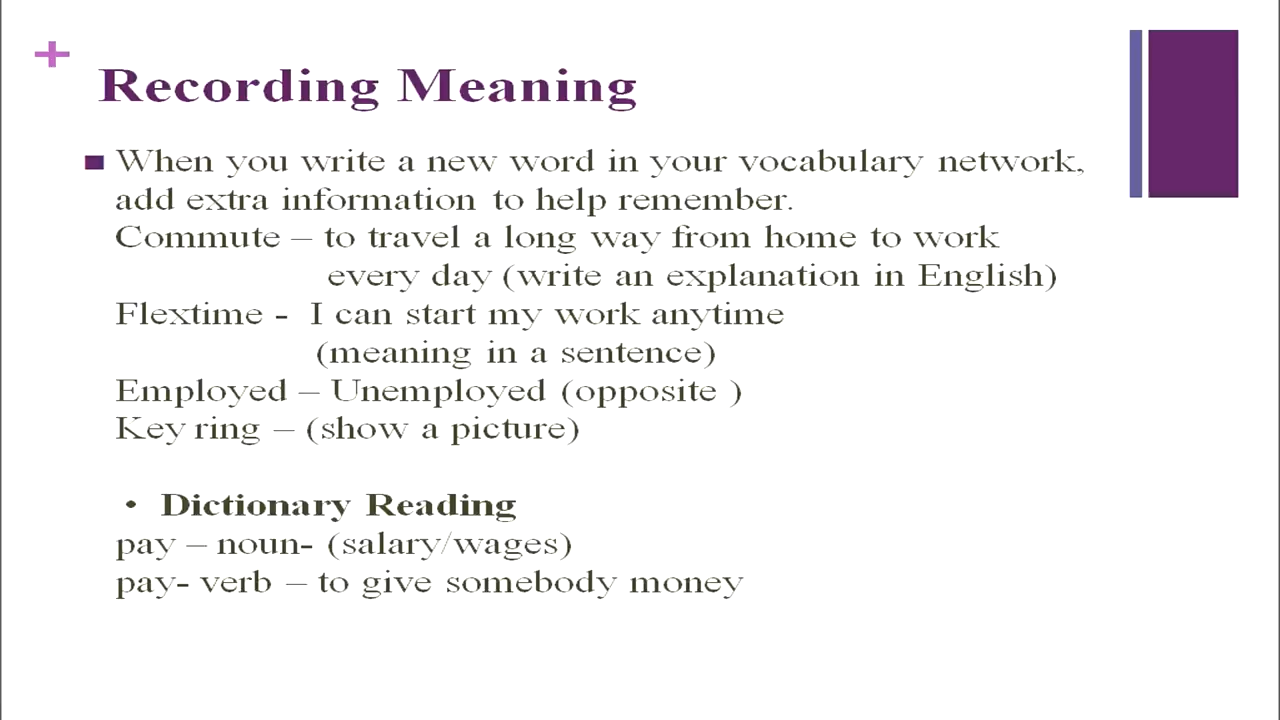 Recording Meaning
When you write a new word in your vocabulary network,
add extra information to help remember.
Commute – to travel a long way from home to work
every day (write an explanation in English)
Flextime - I can start my work anytime
(meaning in a sentence)
Employed – Unemployed (opposite )
Key ring – (show a picture)
• Dictionary Reading
pay – noun- (salary/wages)
pay- verb – to give somebody money